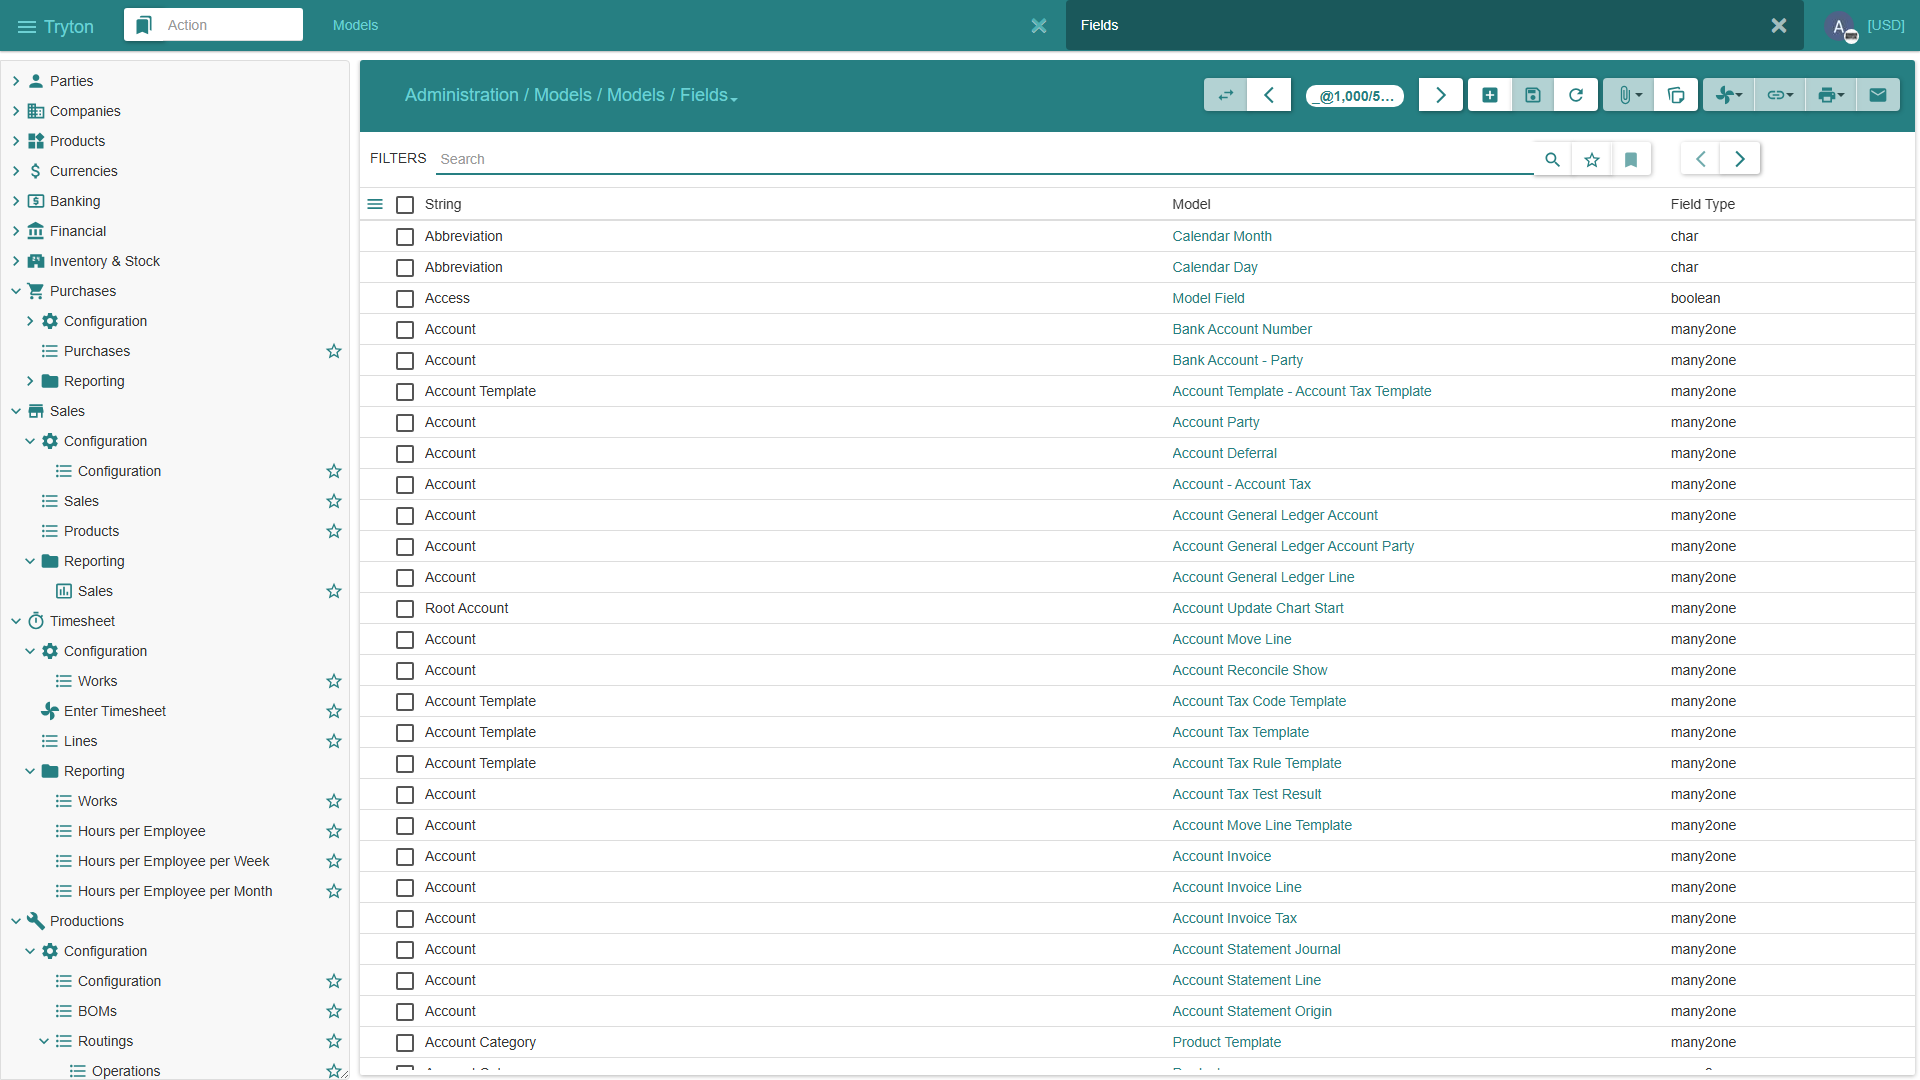 Tryton
Action
Models
Fields
A
[USD]
Parties
Companies
Products
Currencies
Banking
Financial
Inventory & Stock
Purchases
Configuration
Purchases
Reporting
Sales
Configuration
Configuration
Sales
Products
Reporting
Sales
Timesheet
Configuration
Works
Enter Timesheet
Lines
Reporting
Works
Hours per Employee
Hours per Employee per Week
Hours per Employee per Month
Productions
Configuration
Configuration
BOMs
Routings
Operations
Administration / Models / Models / Fields
_@1,000/5...
FILTERS Search
String Model Field Type
Abbreviation Calendar Month char
Abbreviation Calendar Day char
Access Model Field boolean
Account Bank Account Number many2one
Account Bank Account - Party many2one
Account Template Account Template - Account Tax Template many2one
Account Account Party many2one
Account Account Deferral many2one
Account Account - Account Tax many2one
Account Account General Ledger Account many2one
Account Account General Ledger Account Party many2one
Account Account General Ledger Line many2one
Root Account Account Update Chart Start many2one
Account Account Move Line many2one
Account Account Reconcile Show many2one
Account Template Account Tax Code Template many2one
Account Template Account Tax Template many2one
Account Template Account Tax Rule Template many2one
Account Account Tax Test Result many2one
Account Account Move Line Template many2one
Account Account Invoice many2one
Account Account Invoice Line many2one
Account Account Invoice Tax many2one
Account Account Statement Journal many2one
Account Account Statement Line many2one
Account Account Statement Origin many2one
Account Category Product Template many2one